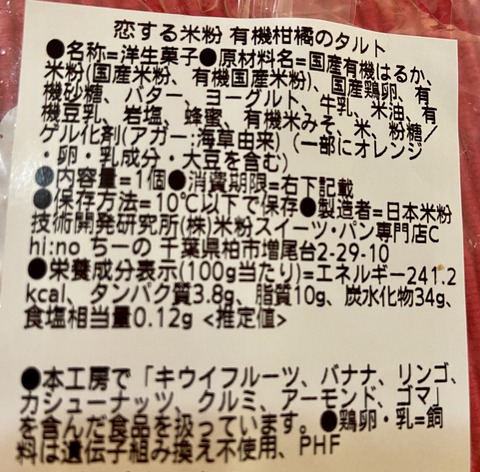 恋する米粉 有機柑橘のタルト
●名称=洋生菓子●原材料名=国産有機はるか、
米粉(国産米粉、有機国産米粉)、国産鶏卵、有
機砂糖、バター、ヨーグルト、牛乳、米油、有
機豆乳、岩塩、蜂蜜、有機米みそ、米、粉糖／
ゲル化剤(アガー:海草由来)（一部にオレンジ
・卵・乳成分・大豆を含む）
●内容量=1個●消費期限=右下記載
●保存方法=10℃以下で保存●製造者=日本米粉
技術開発研究所(株)米粉スイーツ・パン専門店C
hi:no ちーの 千葉県柏市増尾台2-29-10
●栄養成分表示(100g当たり)=エネルギー241.2
kcal、タンパク質3.8g、脂質10g、炭水化物34g、
食塩相当量0.12g <推定値>
●本工房で「キウイフルーツ、バナナ、リンゴ、
カシューナッツ、クルミ、アーモンド、ゴマ」
を含んだ食品を扱っています。●鶏卵・乳=飼
料は遺伝子組み換え不使用、PHF